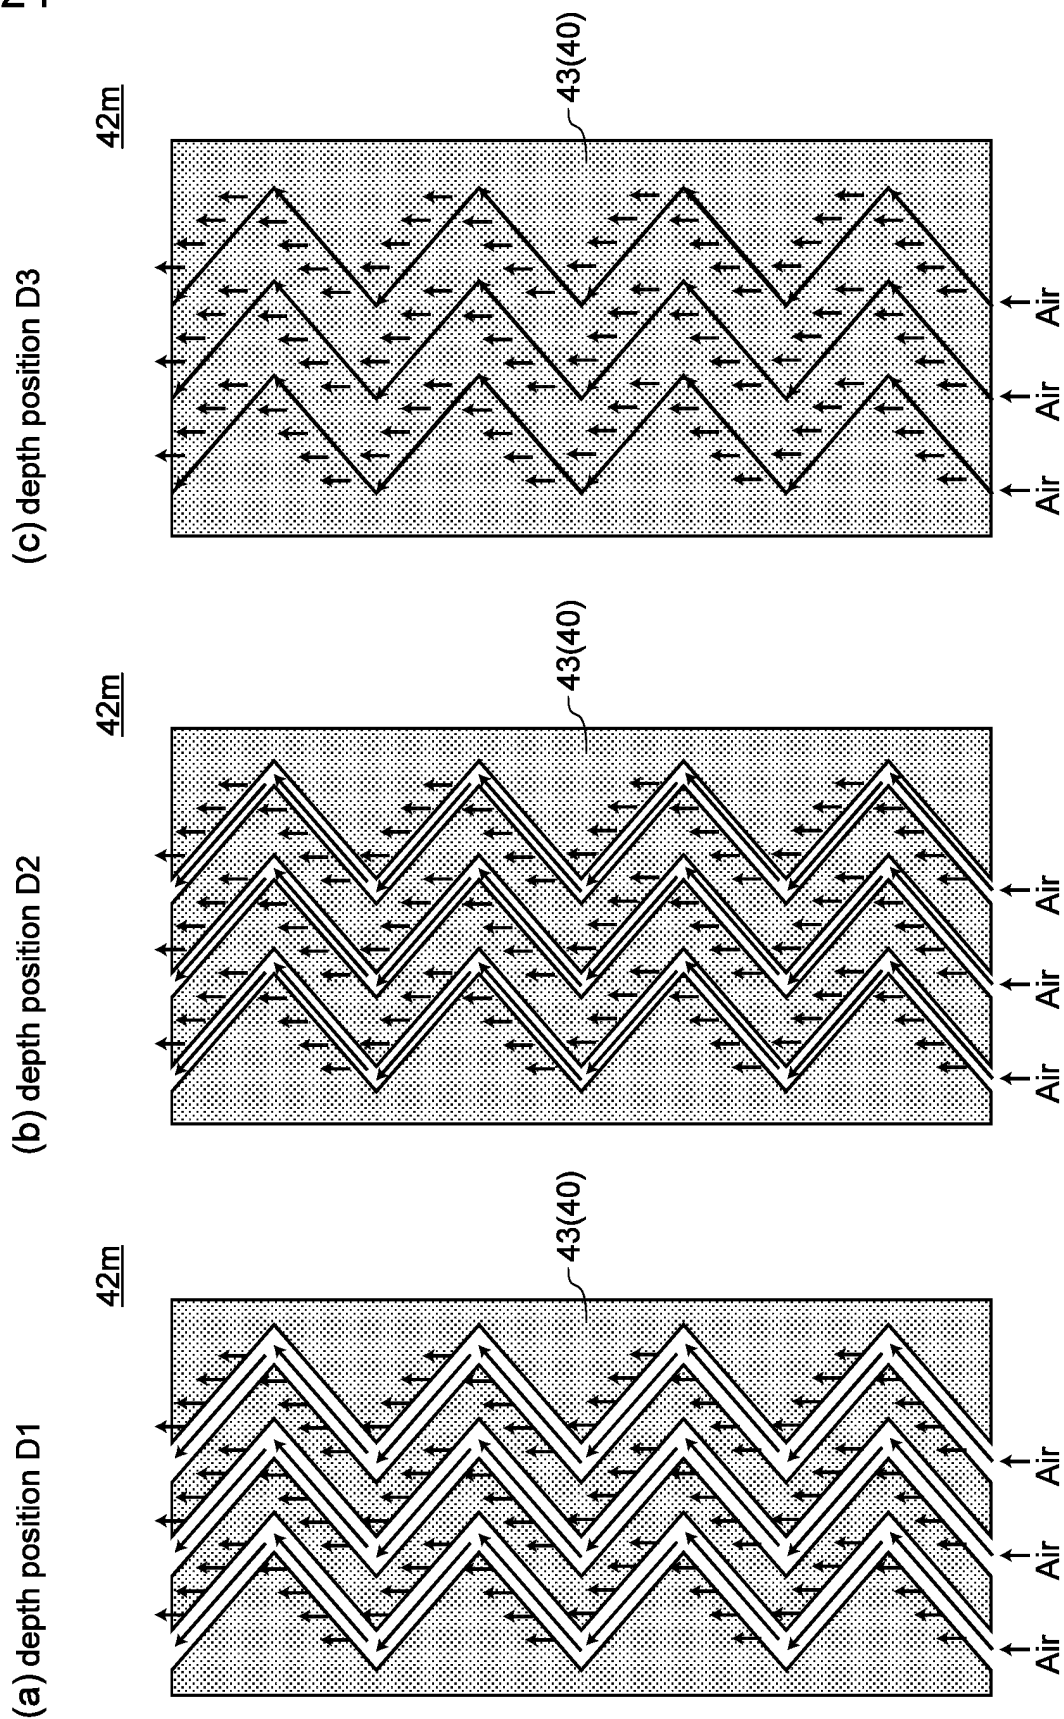 (a) depth position D1
42m
43(40)
Air
Air
Air
(b) depth position D2
42m
43(40)
Air
Air
Air
(c) depth position D3
42m
43(40)
Air
Air
Air